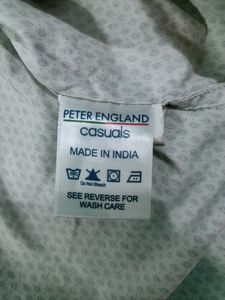 PETER ENGLAND
casuals
MADE IN INDIA
Do Not Bleach
SEE REVERSE FOR
WASH CARE